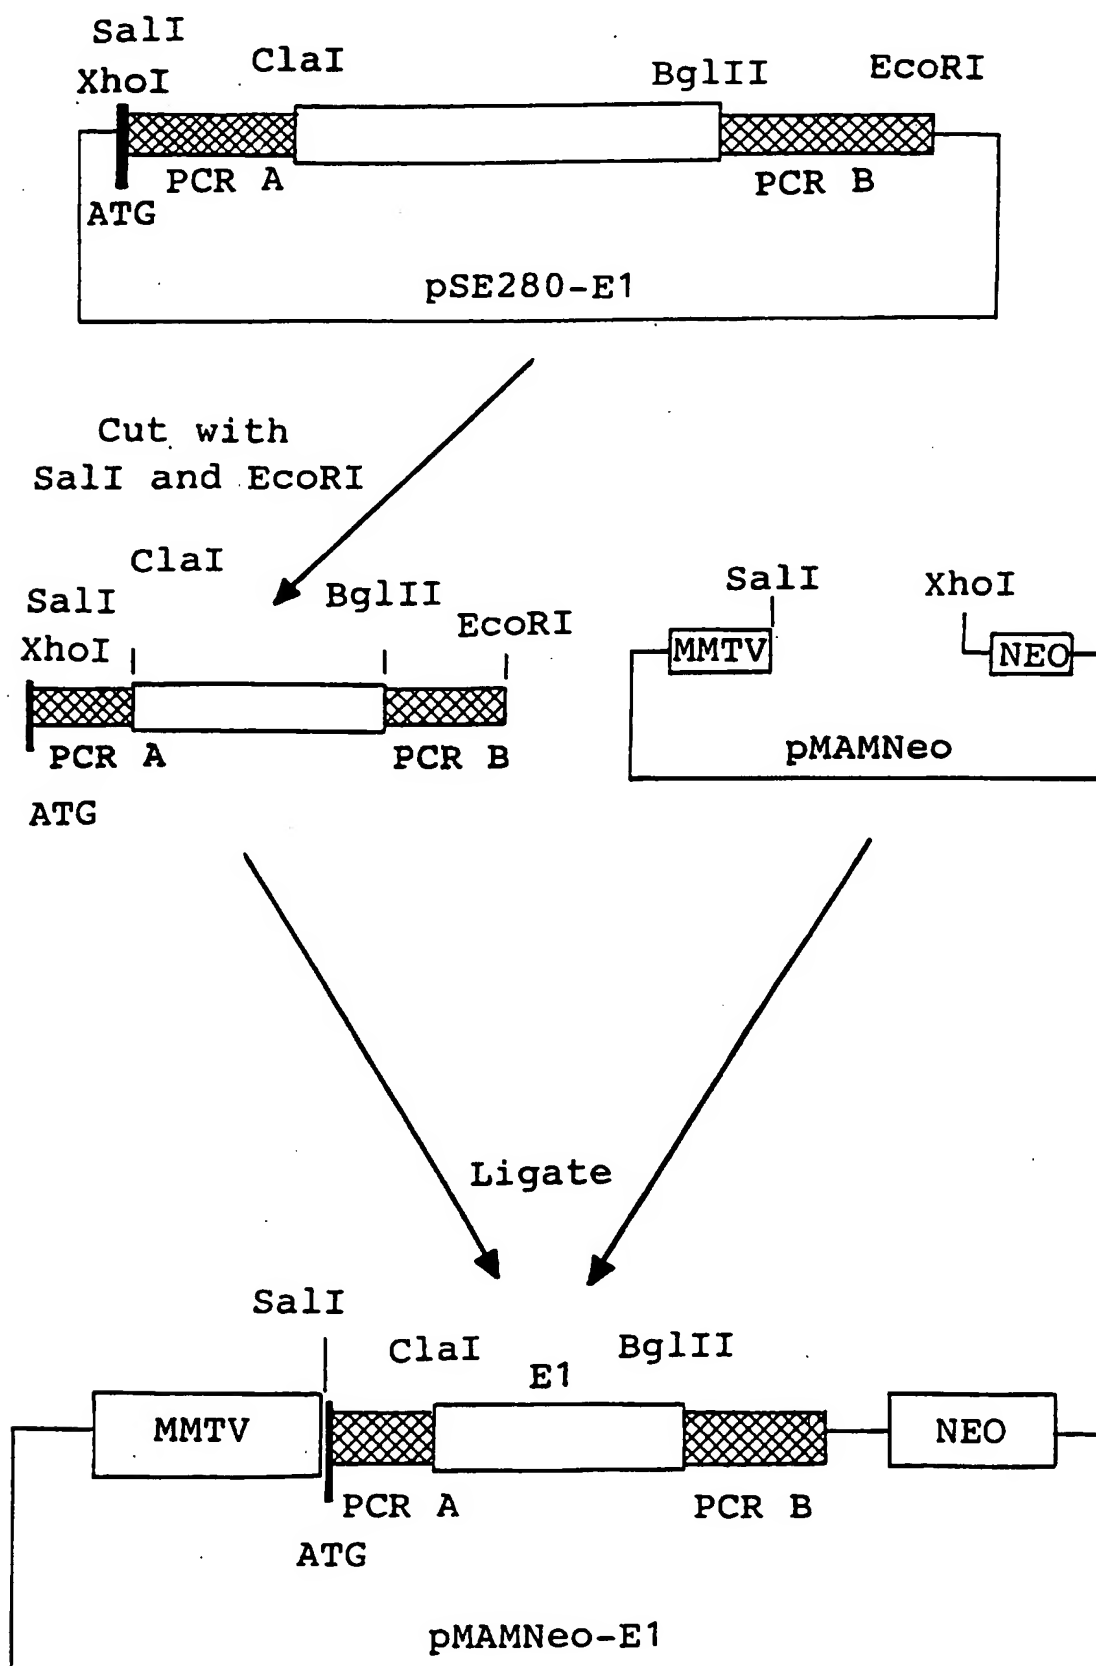 SalI
XhoI
ClaI
BglII
EcoRI
PCR A
PCR B
ATG
pSE280-E1
Cut with
SalI and EcoRI
ClaI
SalI
XhoI
BglII
EcoRI
PCR A
PCR B
ATG
SalI
XhoI
MMTV
NEO
pMAMNeo
Ligate
SalI
ClaI
E1
BglII
MMTV
NEO
PCR A
PCR B
ATG
pMAMNeo-E1